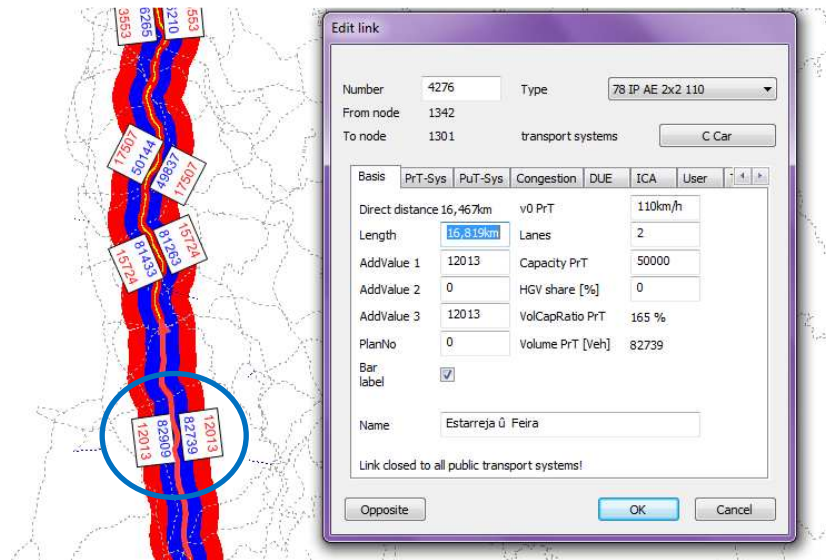 3553
6265
6210
3553
17507
50144
49837
17507
15724
81433
81263
15724
12013
82909
82739
12013
Edit link
Number 4276 Type 78 IP AE 2x2 110
From node 1342
To node 1301 transport systems C Car
Basis PrT-Sys PuT-Sys Congestion DUE ICA User
Direct distance 16,467km v0 PrT 110km/h
Length 16,819km Lanes 2
AddValue 1 12013 Capacity PrT 50000
AddValue 2 0 HGV share [%] 0
AddValue 3 12013 VolCapRatio PrT 165 %
PlanNo 0 Volume PrT [Veh] 82739
Bar
label
Name Estarreja û Feira
Link closed to all public transport systems!
Opposite OK Cancel